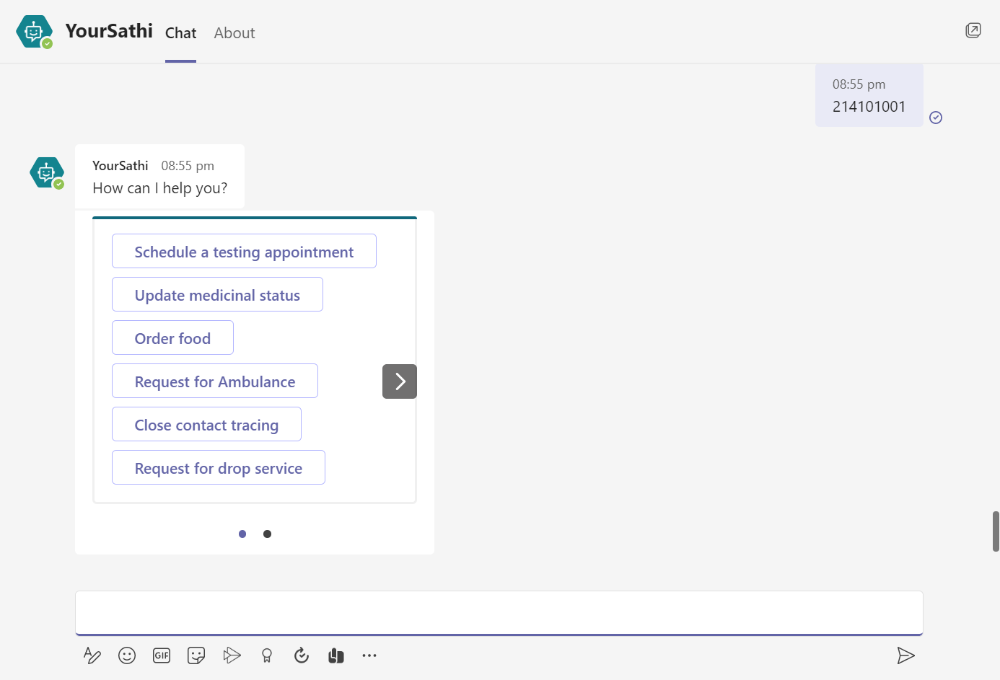 YourSathi Chat About
08:55 pm
214101001
YourSathi 08:55 pm
How can I help you?
Schedule a testing appointment
Update medicinal status
Order food
Request for Ambulance
Close contact tracing
Request for drop service
GIF